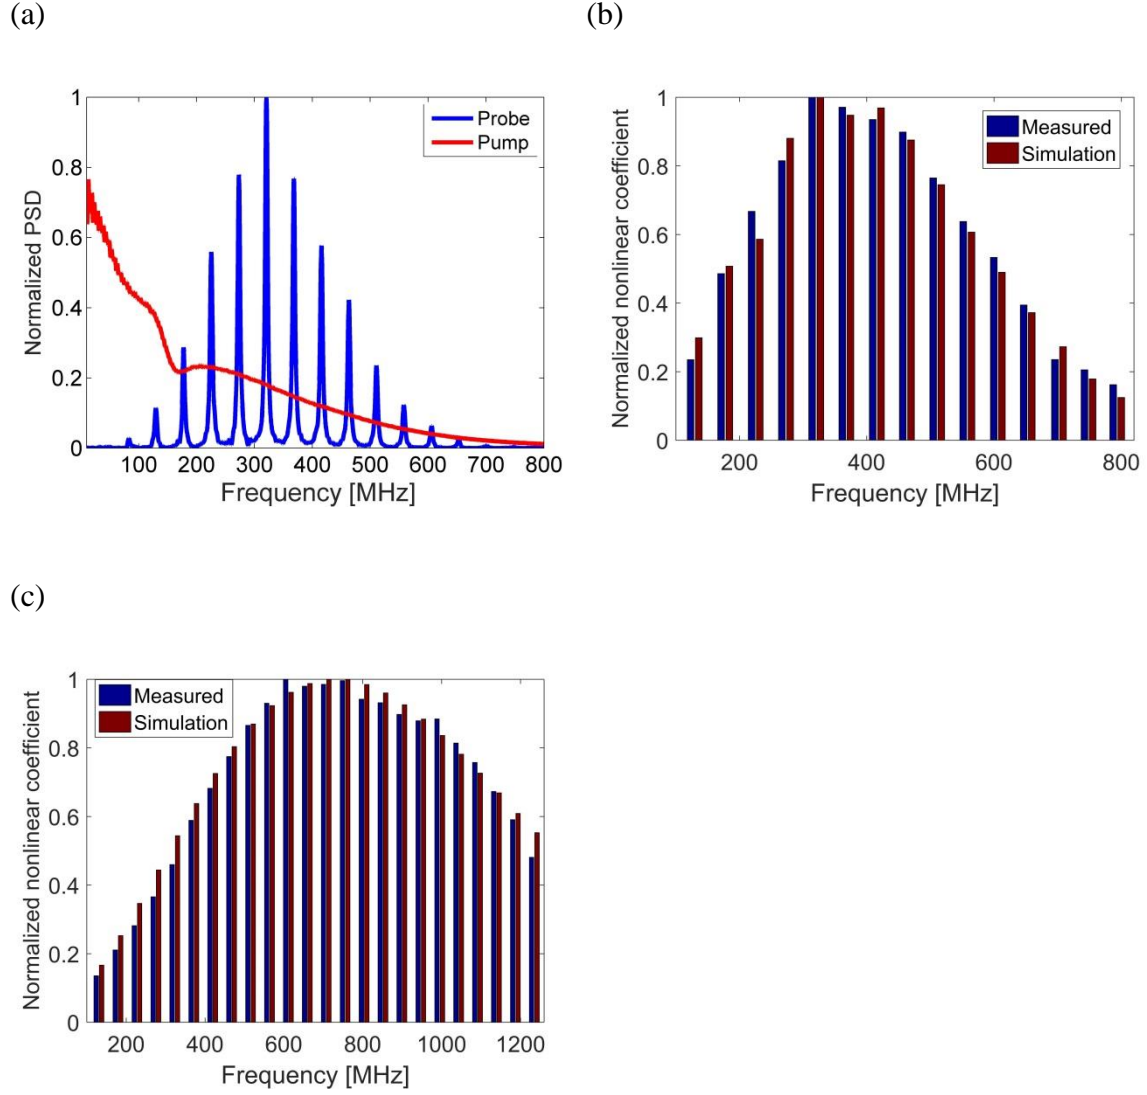 (a)
(b)
Normalized PSD
1
0.8
0.6
0.4
0.2
0
Probe
Pump
100 200 300 400 500 600 700 800
Frequency [MHz]
Normalized nonlinear coefficient
1
0.8
0.6
0.4
0.2
0
Measured
Simulation
200 400 600 800
Frequency [MHz]
(c)
Normalized nonlinear coefficient
1
0.8
0.6
0.4
0.2
0
Measured
Simulation
200 400 600 800 1000 1200
Frequency [MHz]